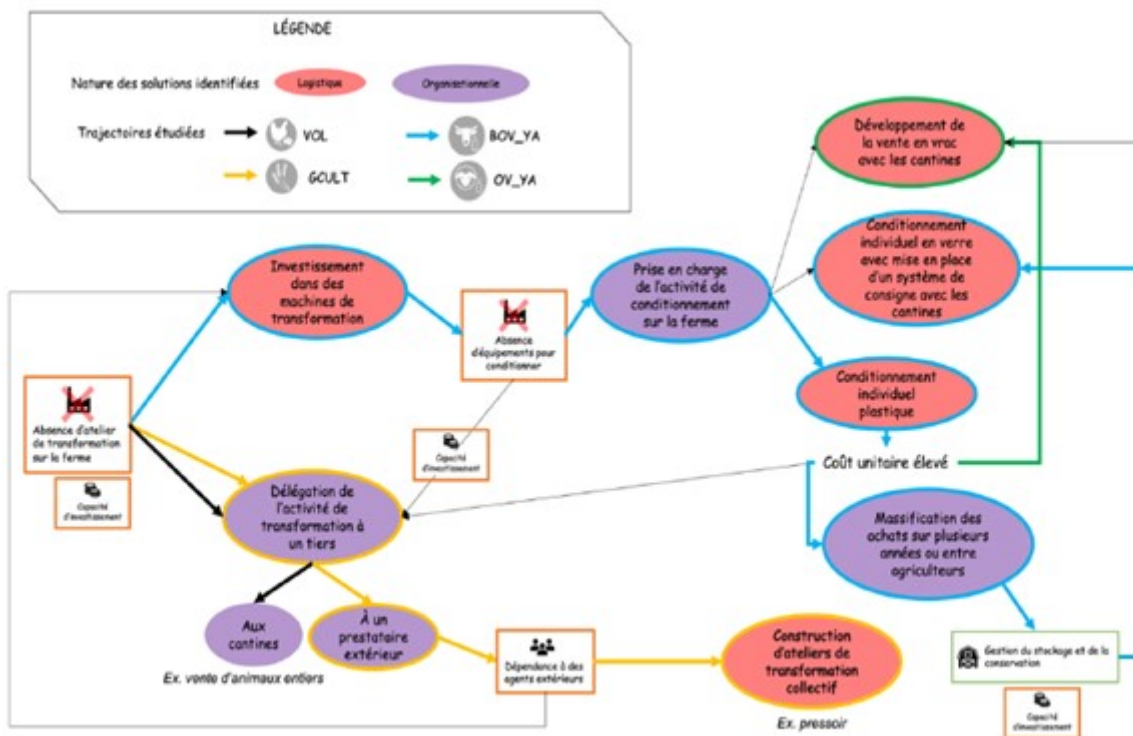 LÉGENDE
Nature des solutions identifiées
Logistique
Organisationnelle
Trajectoires étudiées
VOL
BOV_YA
GCULT
OV_YA
Développement de
la vente en vrac
avec les cantines
Conditionnement
individuel en verre
avec mise en place
d'un système de
consigne avec les
cantines
Investissement
dans des
machines de
transformation
Prise en charge
de l'activité de
conditionnement
sur la ferme
Absence
d'équipements pour
conditionner
Conditionnement
individuel
plastique
Absence d'atelier
de transformation
sur la ferme
Capacité
d'investissement
Capacité
d'investissement
Coût unitaire élevé
Délégation de
l'activité de
transformation à
un tiers
Massification des
achats sur plusieurs
années ou entre
agriculteurs
Aux
cantines
À un
prestataire
extérieur
Ex. vente d'animaux entiers
Dépendance à des
agents extérieurs
Construction
d'ateliers de
transformation
collectif
Ex. pressoir
Gestion du stockage et de la
conservation
Capacité
d'investissement